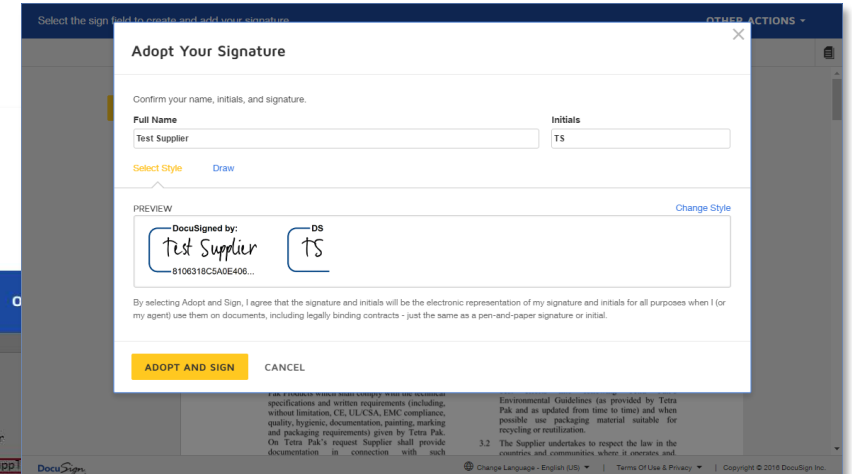 Select the sign field to create and add your signature
OTHER ACTIONS
Adopt Your Signature
Confirm your name, initials, and signature.
Full Name
Initials
Test Supplier
TS
Select Style
Draw
PREVIEW
Change Style
DocuSigned by:
DS
Test Supplier
TS
8106318C5A0E406...
By selecting Adopt and Sign, I agree that the signature and initials will be the electronic representation of my signature and initials for all purposes when I (or
my agent) use them on documents, including legally binding contracts - just the same as a pen-and-paper signature or initial.
ADOPT AND SIGN
CANCEL
Pak Products which shall comply with the technical
specifications and written requirements (including,
without limitation, CE, UL/CSA, EMC compliance,
quality, hygienic, documentation, painting, marking
and packaging requirements) given by Tetra Pak.
On Tetra Pak's request Supplier shall provide
documentation in connection with such
Environmental Guidelines (as provided by Tetra
Pak and as updated from time to time) and when
possible use packaging material suitable for
recycling or reutilization.
3.2 The Supplier undertakes to respect the law in the
countries and communities where it operates and,
DocuSign
Change Language - English (US)
Terms Of Use & Privacy
Copyright © 2016 DocuSign Inc.